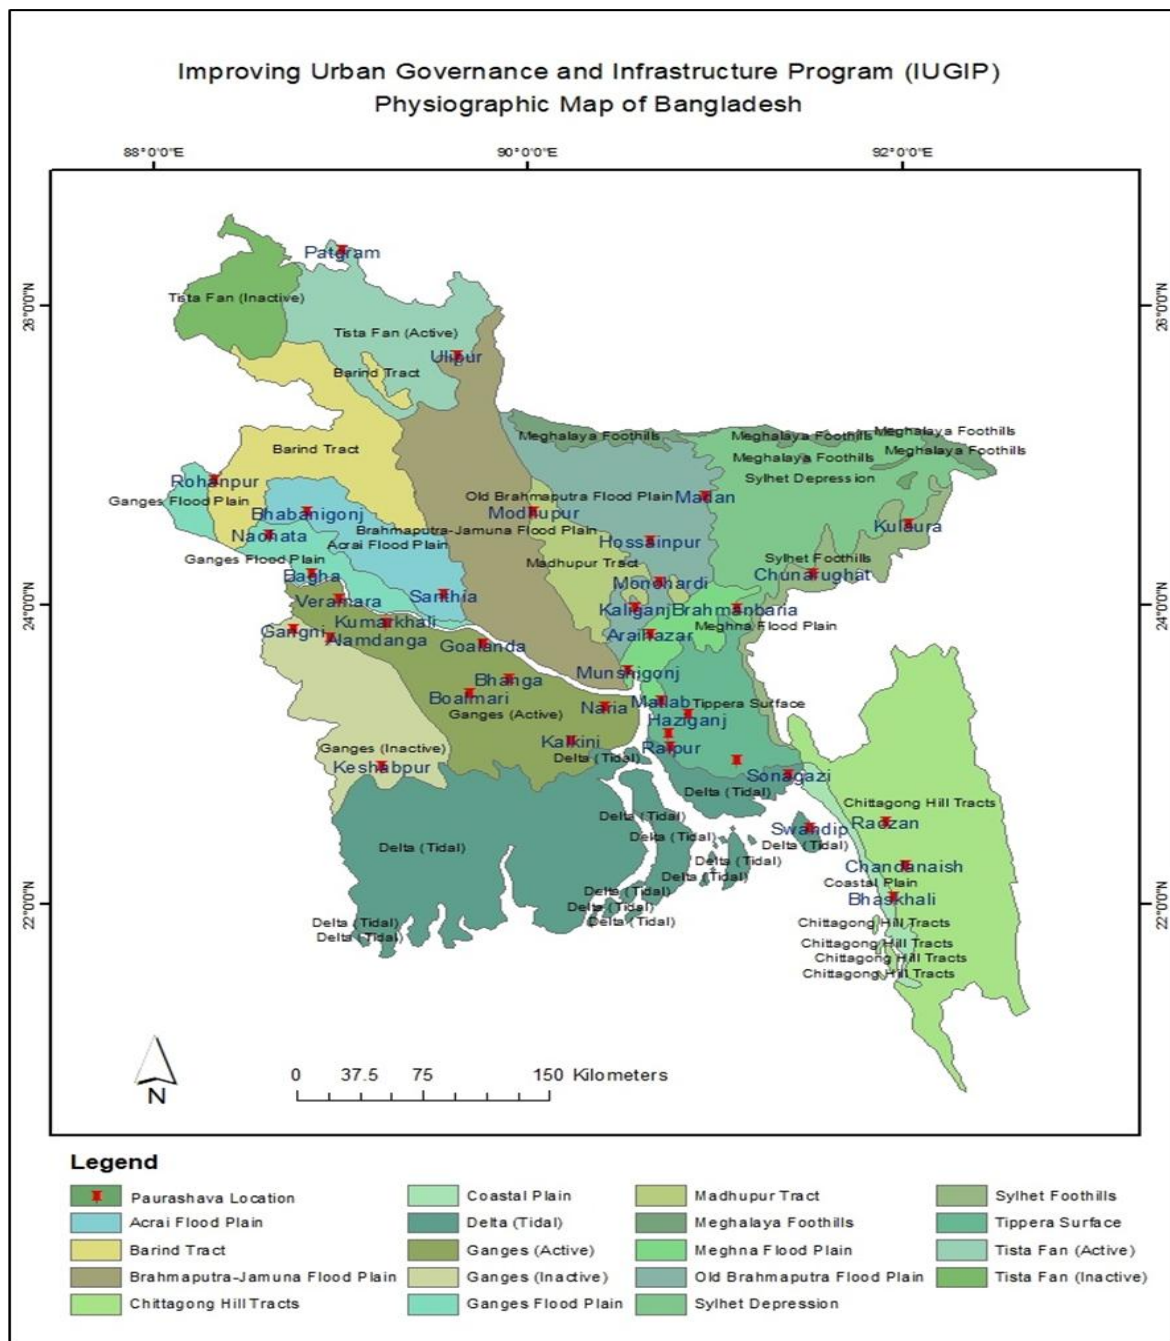 Improving Urban Governance and Infrastructure Program (IUGIP)
Physiographic Map of Bangladesh
88°0'0"E 90°0'0"E 92°0'0"E
26°0'0"N 26°0'0"N
24°0'0"N 24°0'0"N
22°0'0"N 22°0'0"N
Patgram
Tista Fan (Inactive)
Tista Fan (Active)
Ulipur
Barind Tract
Meghalaya Foothills
Meghalaya Foothills
Meghalaya Foothills
Meghalaya Foothills
Meghalaya Foothills
Barind Tract
Sylhet Depression
Rohanpur
Ganges Flood Plain
Old Brahmaputra Flood Plain
Madan
Bhabanigonj
Modhupur
Brahmaputra-Jamuna Flood Plain
Kulaura
Naohata
Acrai Flood Plain
Hossainpur
Ganges Flood Plain
Madhupur Tract
Sylhet Foothills
Bagha
Monohardi
Chunarughat
Veramara
Santhia
Kaliganj
Brahmanbaria
Kumarkhali
Meghna Flood Plain
Gangni
Alamdanga
Araihazar
Goalanda
Bhanga
Munshigonj
Boalmari
Matlab
Tippera Surface
Naria
Ganges (Active)
Haziganj
Kalkini
Raipur
Ganges (Inactive)
Delta (Tidal)
Keshabpur
Sonagazi
Delta (Tidal)
Chittagong Hill Tracts
Delta (Tidal)
Raozan
Swandip
Delta (Tidal)
Delta (Tidal)
Delta (Tidal)
Delta (Tidal)
Chandanaish
Delta (Tidal)
Coastal Plain
Delta (Tidal)
Bhaskhali
Delta (Tidal)
Delta (Tidal)
Delta (Tidal)
Delta (Tidal)
Chittagong Hill Tracts
Chittagong Hill Tracts
Chittagong Hill Tracts
Chittagong Hill Tracts
N
0 37.5 75 150 Kilometers
Legend
Paurashava Location
Acrai Flood Plain
Barind Tract
Brahmaputra-Jamuna Flood Plain
Chittagong Hill Tracts
Coastal Plain
Delta (Tidal)
Ganges (Active)
Ganges (Inactive)
Ganges Flood Plain
Madhupur Tract
Meghalaya Foothills
Meghna Flood Plain
Old Brahmaputra Flood Plain
Sylhet Depression
Sylhet Foothills
Tippera Surface
Tista Fan (Active)
Tista Fan (Inactive)